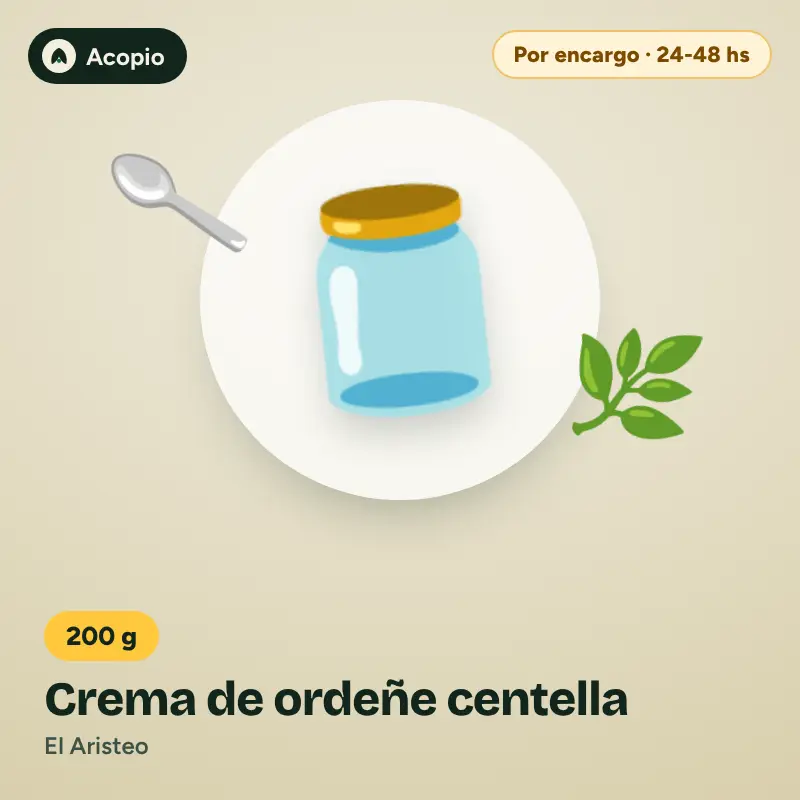 Acopio
Por encargo · 24-48 hs
200 g
Crema de ordeñe centella
El Aristeo